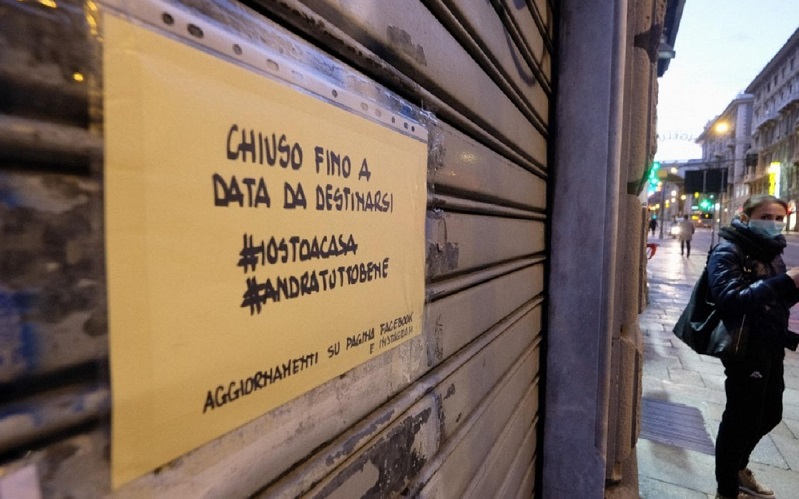 CHIUSO FINO A
DATA DA DESTINARSI
#IOSTOACASA
#ANDRATUTTOBENE
AGGIORNAMENTI SU PAGINA FACEBOOK
E INSTAGRAM